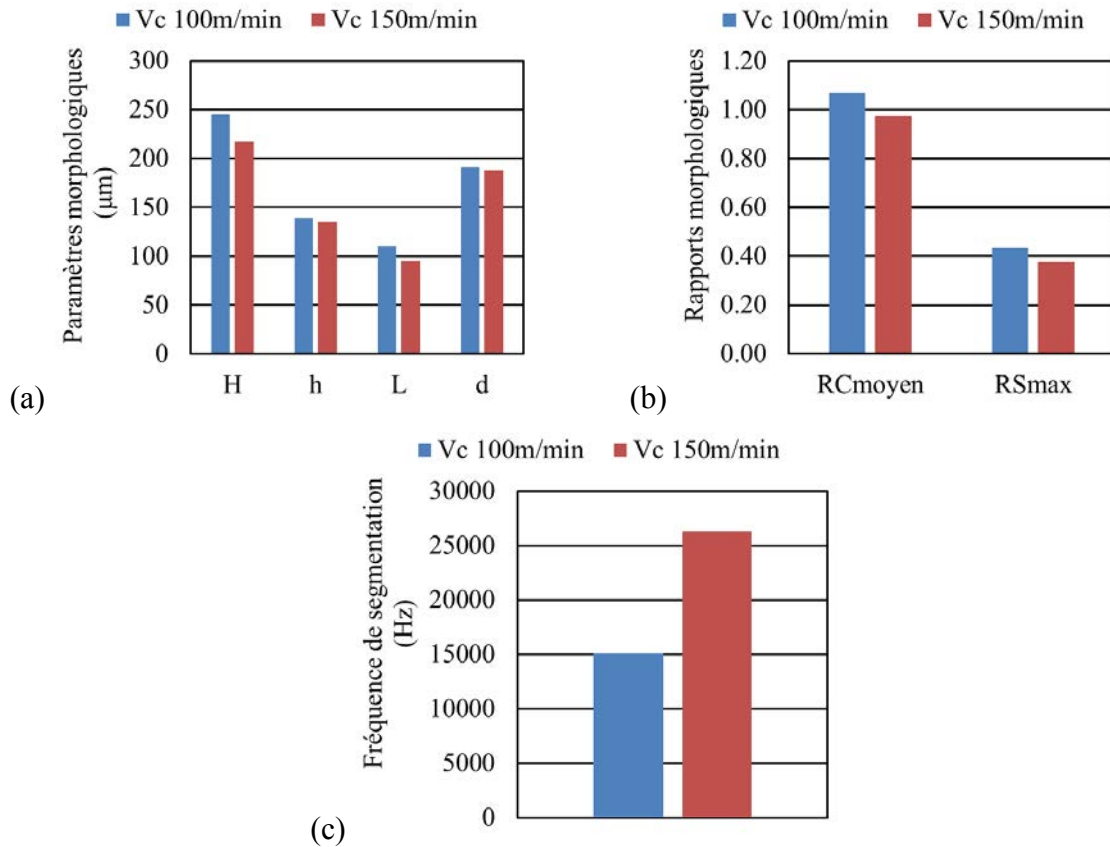 Vc 100m/min Vc 150m/min
Paramètres morphologiques
(μm)
300
250
200
150
100
50
0
H h L d
(a)
Vc 100m/min Vc 150m/min
Rapports morphologiques
1.20
1.00
0.80
0.60
0.40
0.20
0.00
RCmoyen RSmax
(b)
Vc 100m/min Vc 150m/min
Fréquence de segmentation
(Hz)
30000
25000
20000
15000
10000
5000
0
(c)